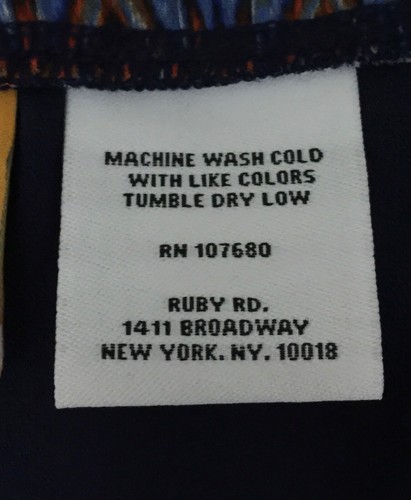 MACHINE WASH COLD
WITH LIKE COLORS
TUMBLE DRY LOW
RN 107680
RUBY RD.
1411 BROADWAY
NEW YORK. NY. 10018